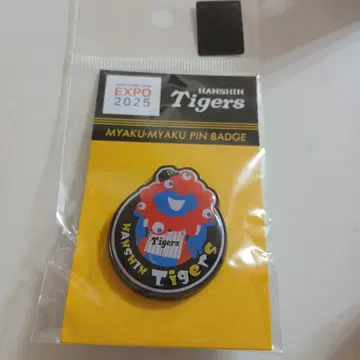 EXPO
2025
HANSHIN
Tigers
MYAKU-MYAKU PIN BADGE
Tigers
HANSHIN Tigers